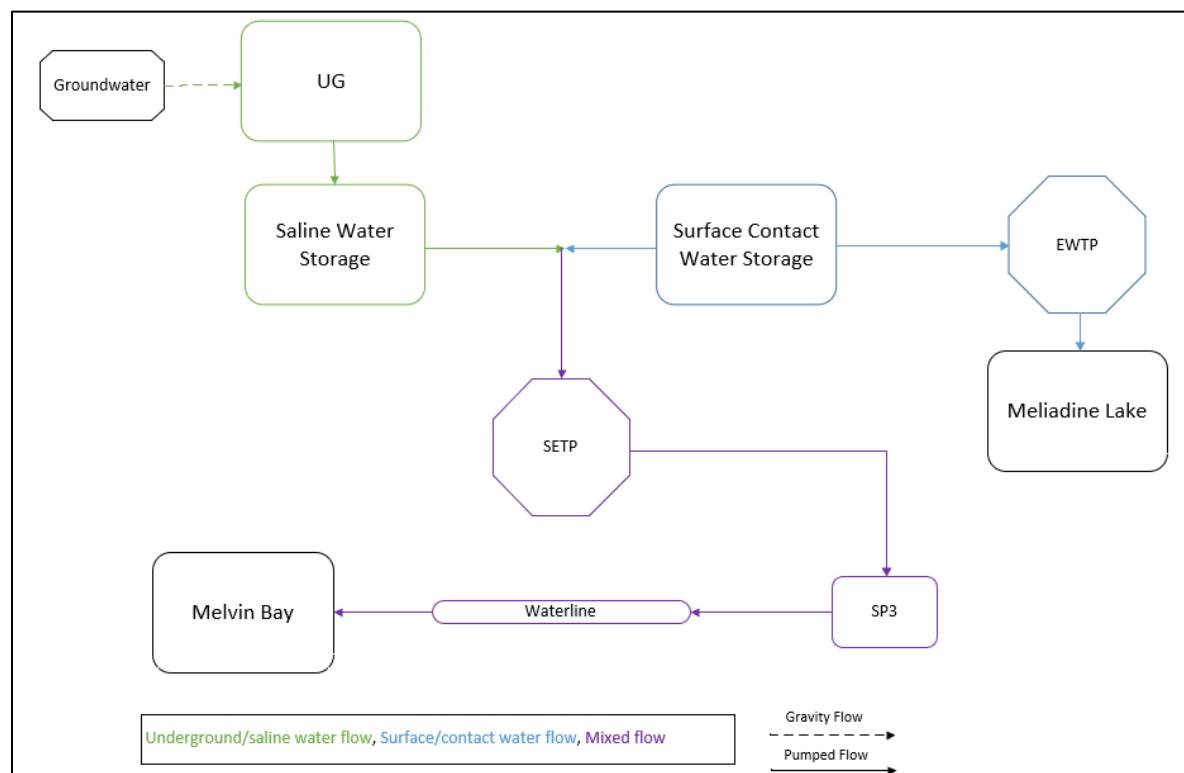 UG
Groundwater
Saline Water
Storage
Surface Contact
Water Storage
EWTP
Meliadine Lake
SETP
Melvin Bay
Waterline
SP3
Underground/saline water flow, Surface/contact water flow, Mixed flow
Gravity Flow
Pumped Flow